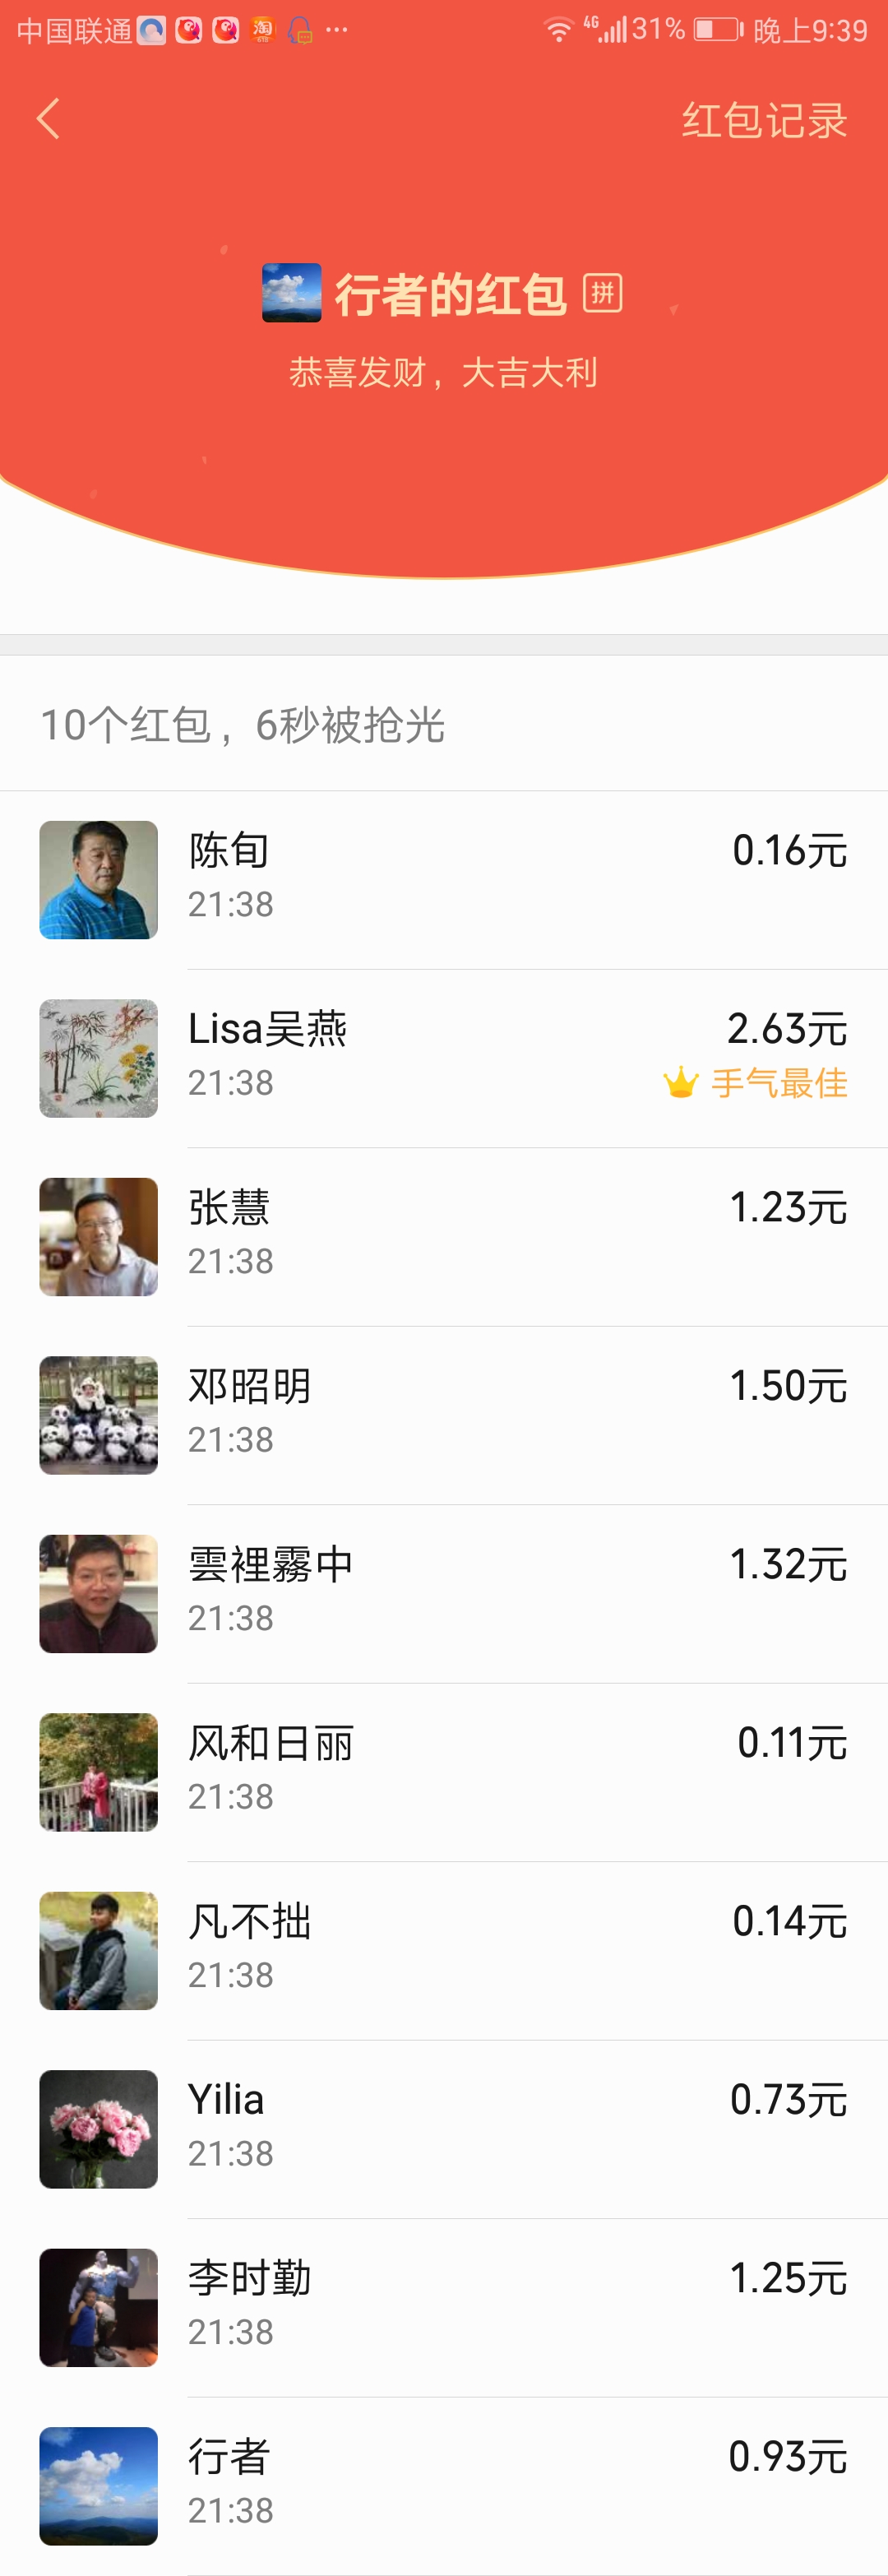 中国联通 淘 ··· 4G 31% 晚上9:39
红包记录
行者的红包 拼
恭喜发财，大吉大利
10个红包，6秒被抢光
陈旬 0.16元
21:38
Lisa吴燕 2.63元
21:38 手气最佳
张慧 1.23元
21:38
邓昭明 1.50元
21:38
雲裡霧中 1.32元
21:38
风和日丽 0.11元
21:38
凡不拙 0.14元
21:38
Yilia 0.73元
21:38
李时勤 1.25元
21:38
行者 0.93元
21:38